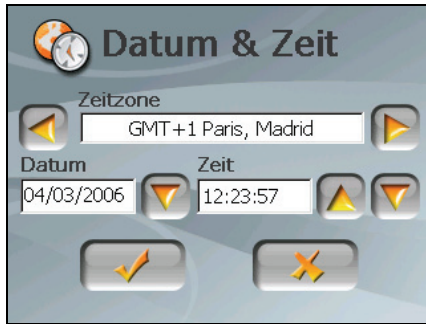 Datum & Zeit
Zeitzone
GMT+1 Paris, Madrid
Datum Zeit
04/03/2006 12:23:57